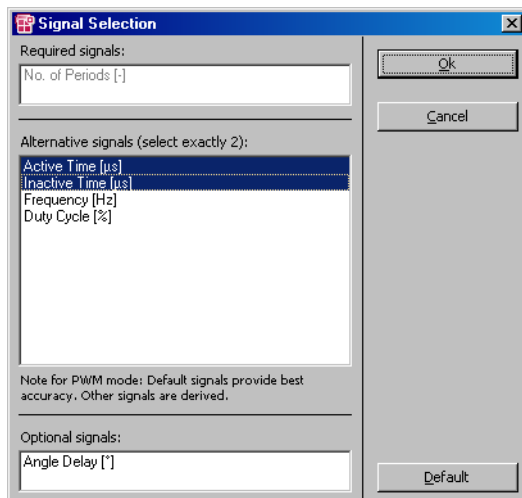 Signal Selection
Required signals:
No. of Periods [-]
Ok
Cancel
Alternative signals (select exactly 2):
Active Time [µs]
Inactive Time [µs]
Frequency [Hz]
Duty Cycle [%]
Note for PWM mode: Default signals provide best
accuracy. Other signals are derived.
Optional signals:
Angle Delay [°]
Default